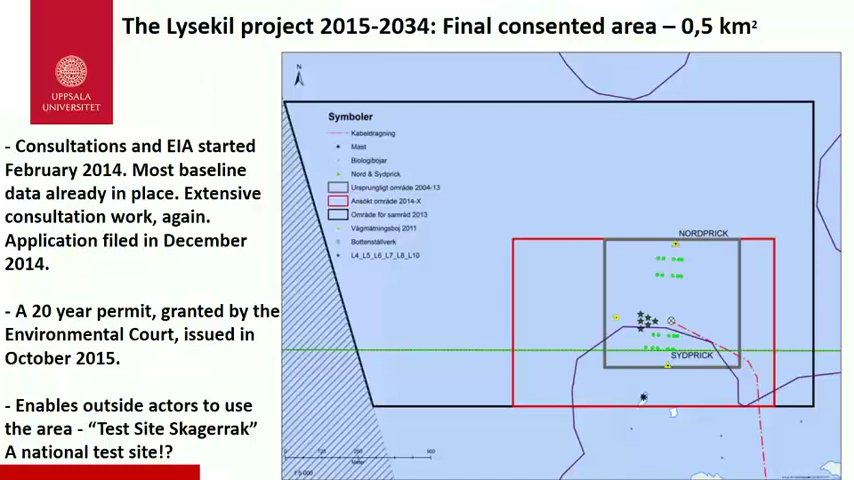 The Lysekil project 2015-2034: Final consented area – 0,5 km²
UPPSALA
UNIVERSITET
- Consultations and EIA started
February 2014. Most baseline
data already in place. Extensive
consultation work, again.
Application filed in December
2014.
- A 20 year permit, granted by the
Environmental Court, issued in
October 2015.
- Enables outside actors to use
the area - “Test Site Skagerrak”
A national test site!?
N
Symboler
Kabeldragning
Mast
Biologibojar
Nord & Sydprick
Ursprungligt område 2004-13
Ansökt område 2014-X
Område för samråd 2013
Vågmätningsboj 2011
Bottenställverk
L4_L5_L6_L7_L8_L10
NORDPRICK
SYDPRICK
Meter